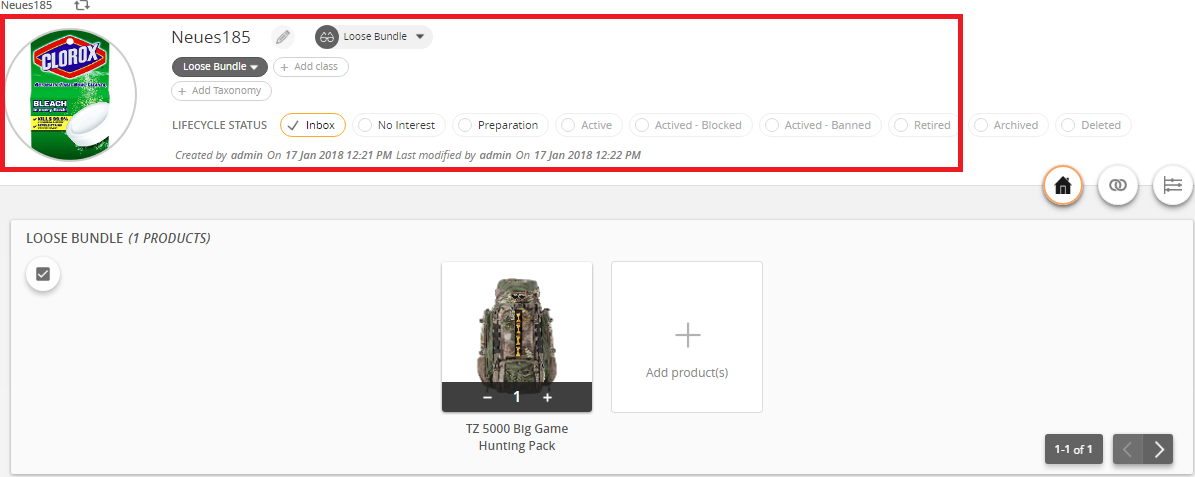 Neues185
Neues185
Loose Bundle
Loose Bundle
+ Add class
+ Add Taxonomy
LIFECYCLE STATUS Inbox No Interest Preparation Active Actived - Blocked Actived - Banned Retired Archived Deleted
Created by admin On 17 Jan 2018 12:21 PM Last modified by admin On 17 Jan 2018 12:22 PM
CLOROX
BLEACH
KILLS 99.9%
LOOSE BUNDLE (1 PRODUCTS)
− 1 +
TZ 5000 Big Game
Hunting Pack
Add product(s)
1-1 of 1